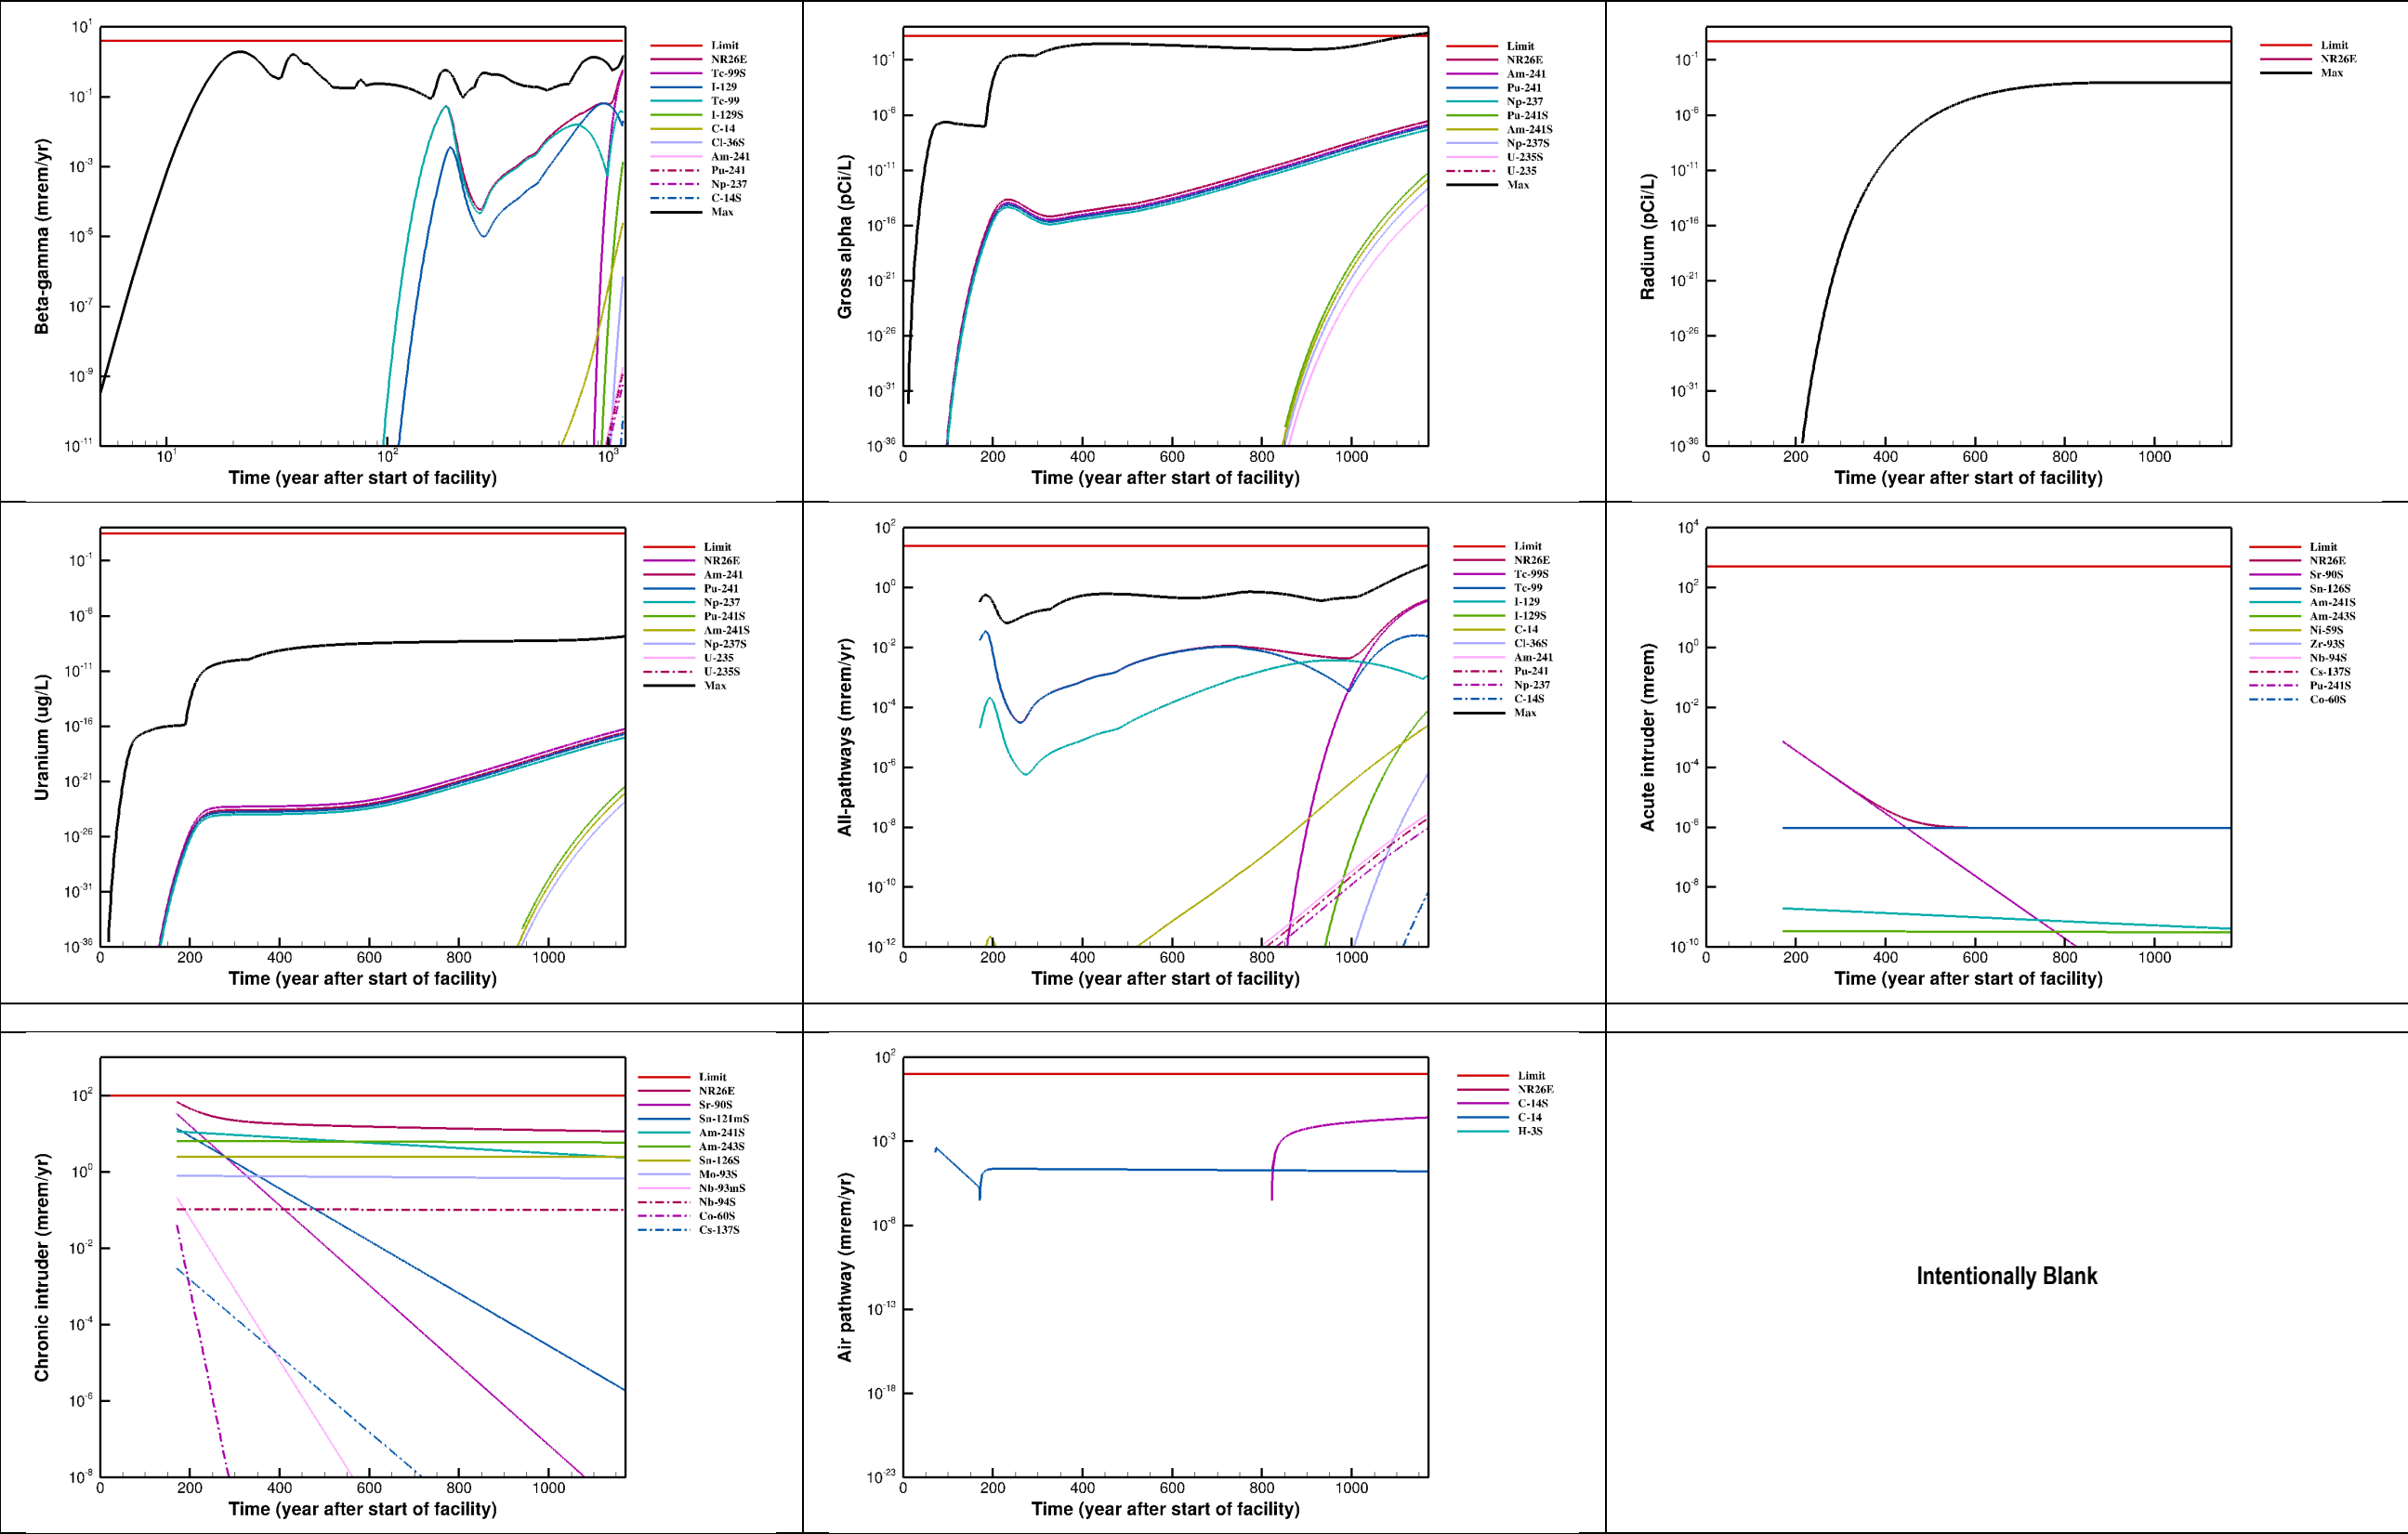 10¹
10⁻¹
10⁻³
10⁻⁵
10⁻⁷
10⁻⁹
10⁻¹¹
Beta-gamma (mrem/yr)
10¹ 10² 10³
Time (year after start of facility)
Limit
NR26E
Tc-99S
I-129
Tc-99
I-129S
C-14
Cl-36S
Am-241
Pu-241
Np-237
C-14S
Max
10⁻¹
10⁻⁶
10⁻¹¹
10⁻¹⁶
10⁻²¹
10⁻²⁶
10⁻³¹
10⁻³⁶
Gross alpha (pCi/L)
0 200 400 600 800 1000
Time (year after start of facility)
Limit
NR26E
Am-241
Pu-241
Np-237
Pu-241S
Am-241S
Np-237S
U-235S
U-235
Max
10⁻¹
10⁻⁶
10⁻¹¹
10⁻¹⁶
10⁻²¹
10⁻²⁶
10⁻³¹
10⁻³⁶
Radium (pCi/L)
0 200 400 600 800 1000
Time (year after start of facility)
Limit
NR26E
Max
10⁻¹
10⁻⁶
10⁻¹¹
10⁻¹⁶
10⁻²¹
10⁻²⁶
10⁻³¹
10⁻³⁶
Uranium (ug/L)
0 200 400 600 800 1000
Time (year after start of facility)
Limit
NR26E
Am-241
Pu-241
Np-237
Pu-241S
Am-241S
Np-237S
U-235
U-235S
Max
10²
10⁰
10⁻²
10⁻⁴
10⁻⁶
10⁻⁸
10⁻¹⁰
10⁻¹²
All-pathways (mrem/yr)
0 200 400 600 800 1000
Time (year after start of facility)
Limit
NR26E
Tc-99S
Tc-99
I-129
I-129S
C-14
Cl-36S
Am-241
Pu-241
Np-237
C-14S
Max
10⁴
10²
10⁰
10⁻²
10⁻⁴
10⁻⁶
10⁻⁸
10⁻¹⁰
Acute intruder (mrem)
0 200 400 600 800 1000
Time (year after start of facility)
Limit
NR26E
Sr-90S
Sn-126S
Am-241S
Am-243S
Ni-59S
Zr-93S
Nb-94S
Cs-137S
Pu-241S
Co-60S
10²
10⁰
10⁻²
10⁻⁴
10⁻⁶
10⁻⁸
Chronic intruder (mrem/yr)
0 200 400 600 800 1000
Time (year after start of facility)
Limit
NR26E
Sr-90S
Sn-121mS
Am-241S
Am-243S
Sn-126S
Mo-93S
Nb-93mS
Nb-94S
Co-60S
Cs-137S
10²
10⁻³
10⁻⁸
10⁻¹³
10⁻¹⁸
10⁻²³
Air pathway (mrem/yr)
0 200 400 600 800 1000
Time (year after start of facility)
Limit
NR26E
C-14S
C-14
H-3S
Intentionally Blank